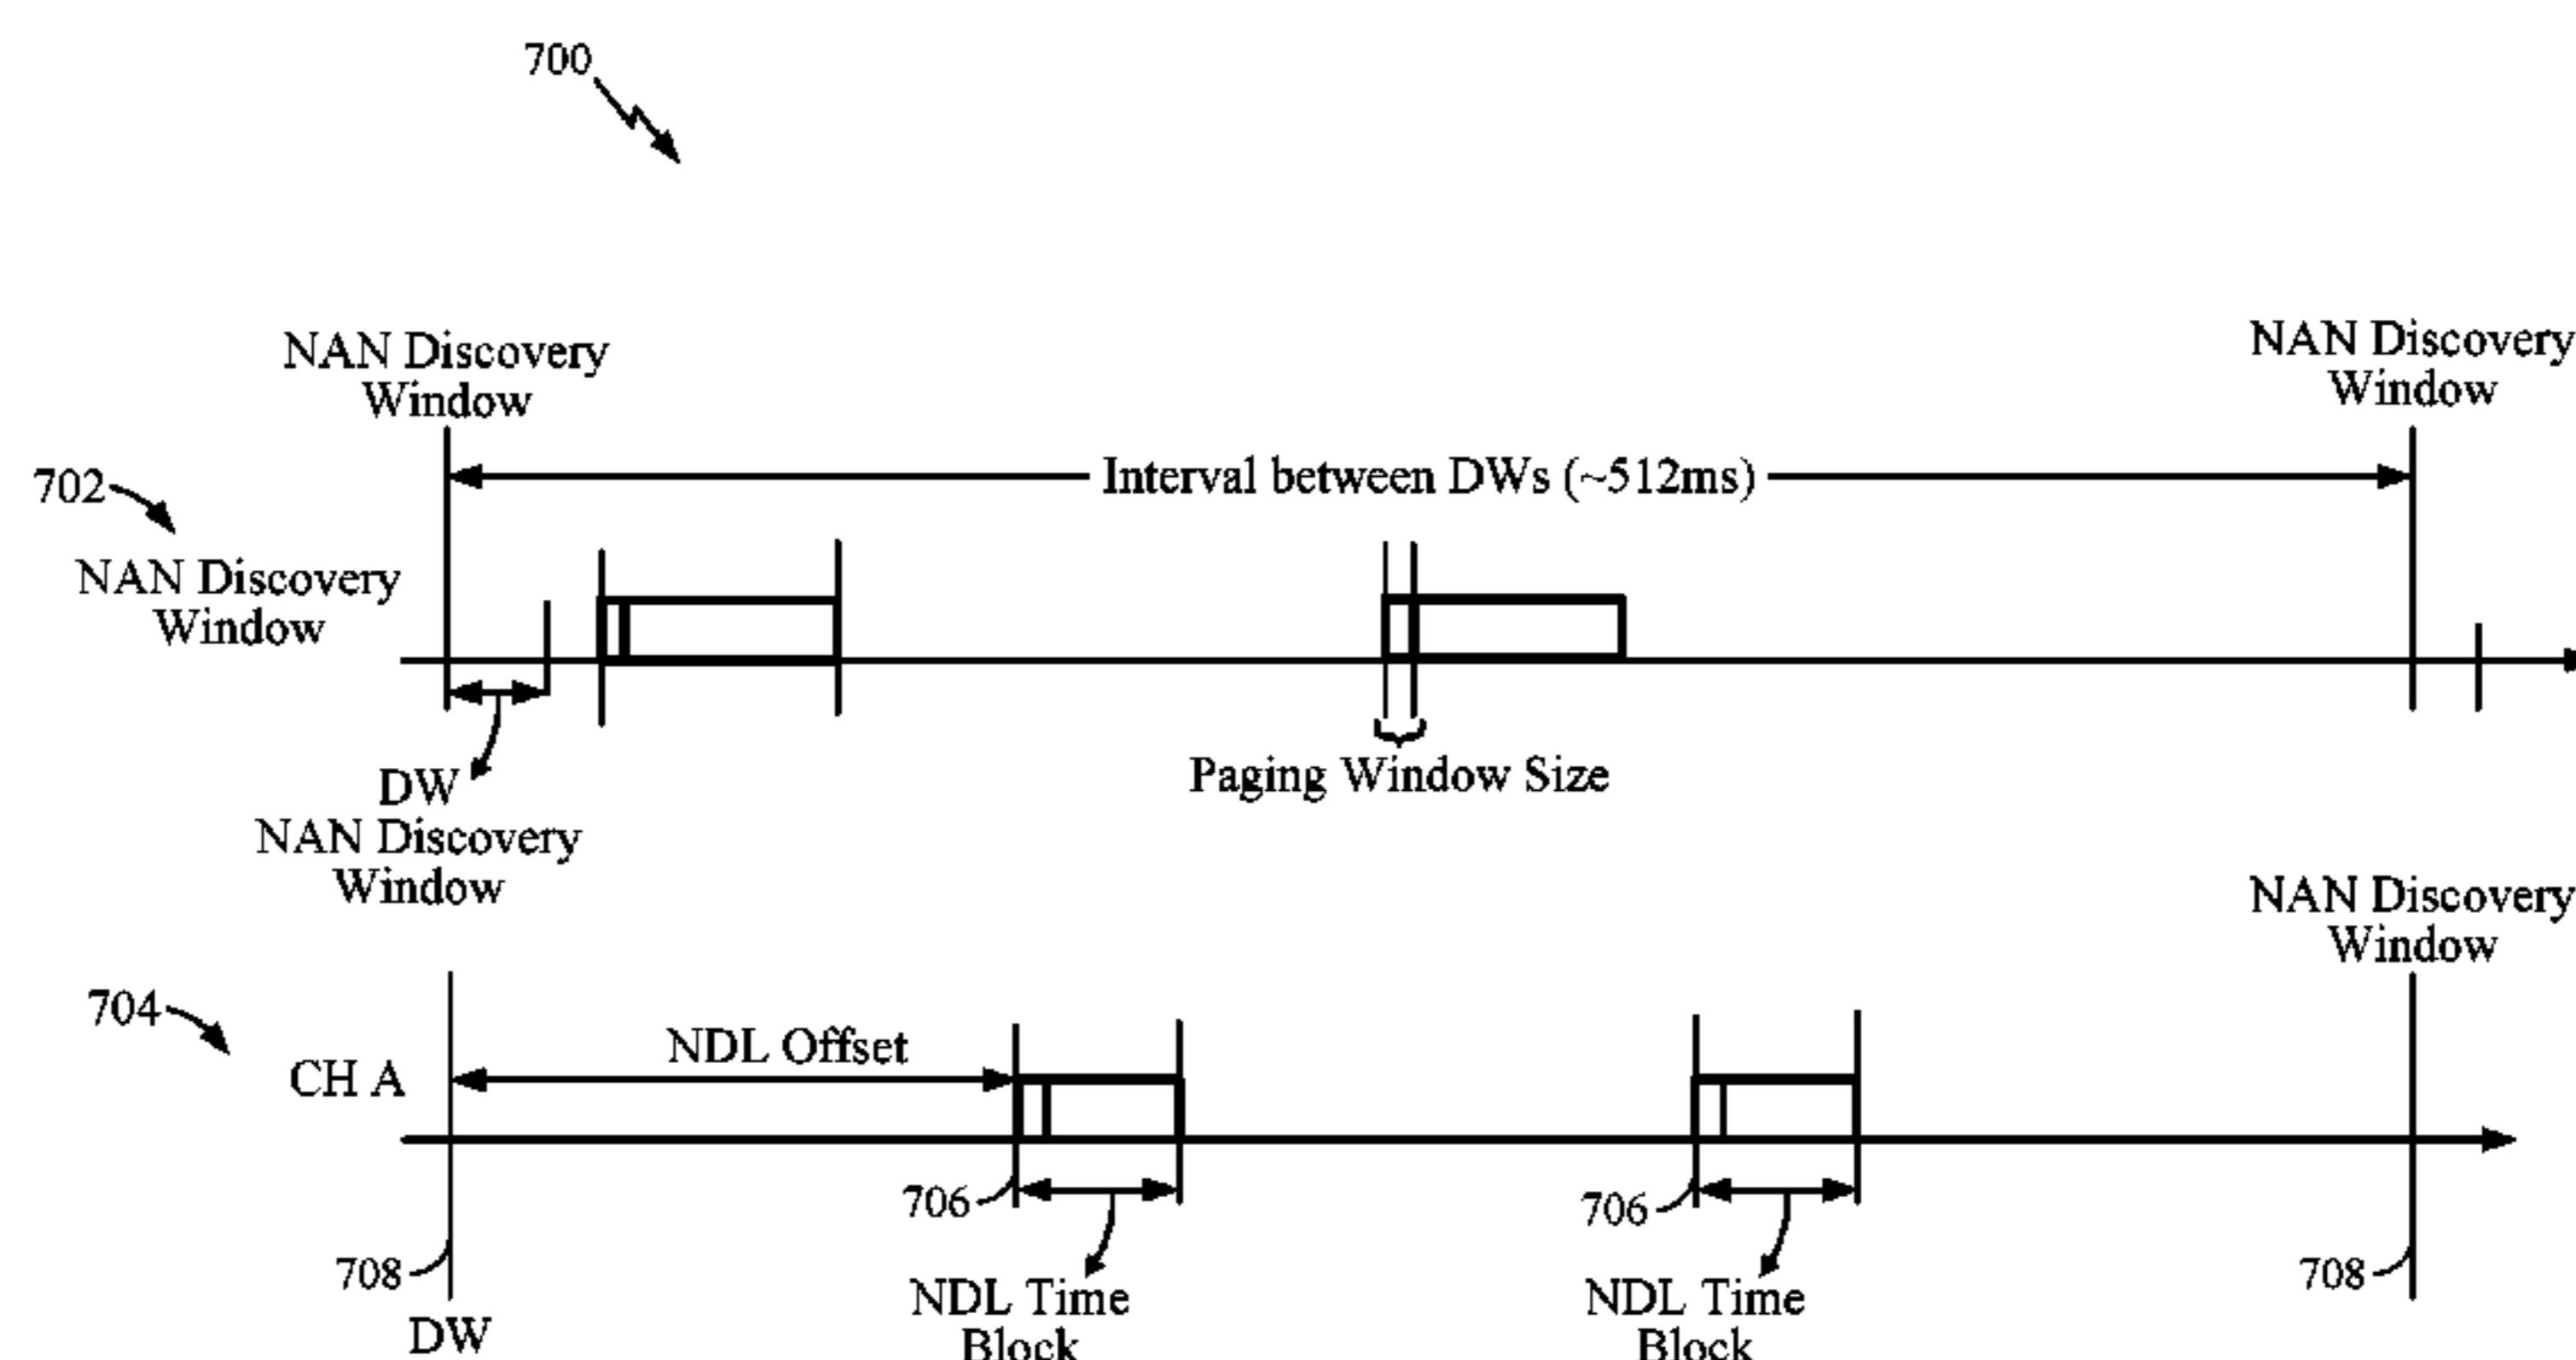 700
NAN Discovery
Window
NAN Discovery
Window
Interval between DWs (~512ms)
702
NAN Discovery
Window
DW
Paging Window Size
NAN Discovery
Window
NAN Discovery
Window
704
NDL Offset
CH A
706
706
708
708
NDL Time
Block
NDL Time
Block
DW